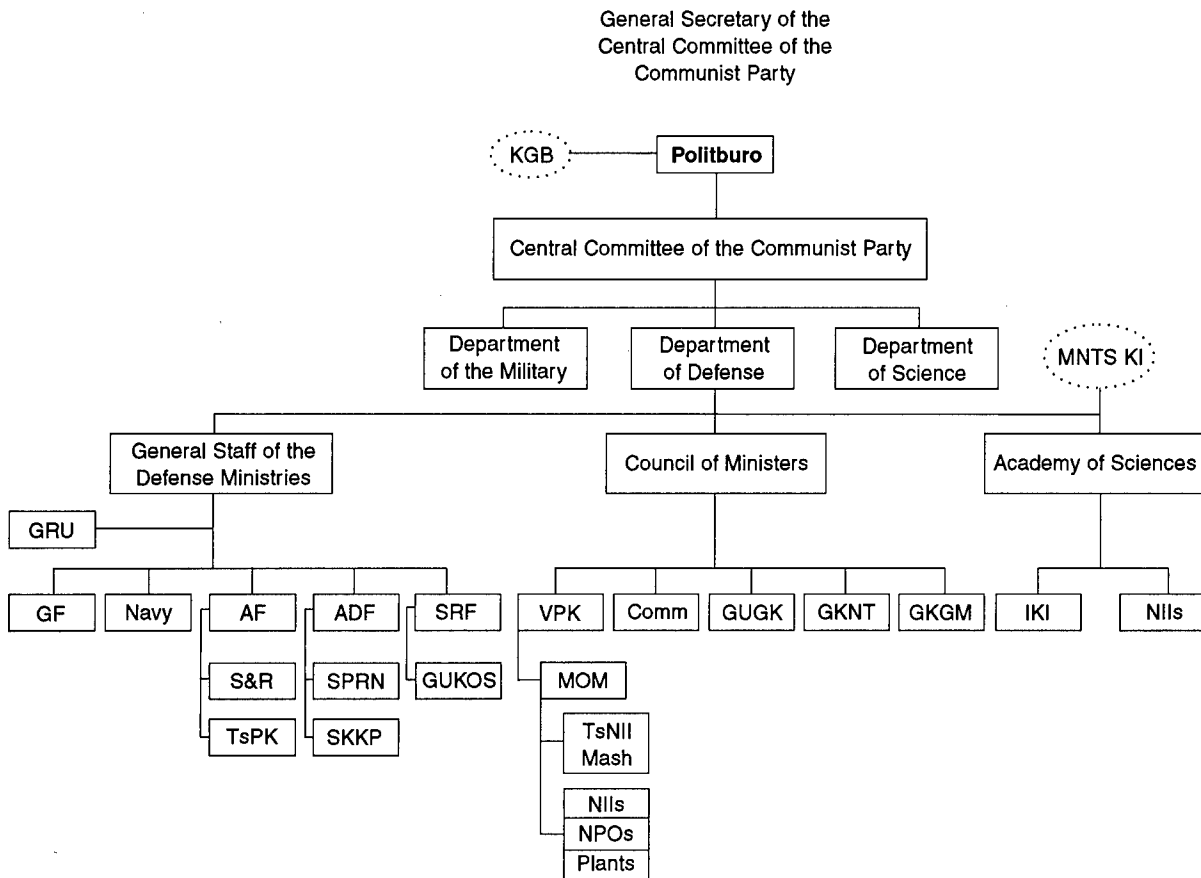 General Secretary of the
Central Committee of the
Communist Party
KGB
Politburo
Central Committee of the Communist Party
Department
of the Military
Department
of Defense
Department
of Science
MNTS KI
General Staff of the
Defense Ministries
Council of Ministers
Academy of Sciences
GRU
GF
Navy
AF
ADF
SRF
VPK
Comm
GUGK
GKNT
GKGM
IKI
NIIs
S&R
SPRN
GUKOS
MOM
TsPK
SKKP
TsNII
Mash
NIIs
NPOs
Plants